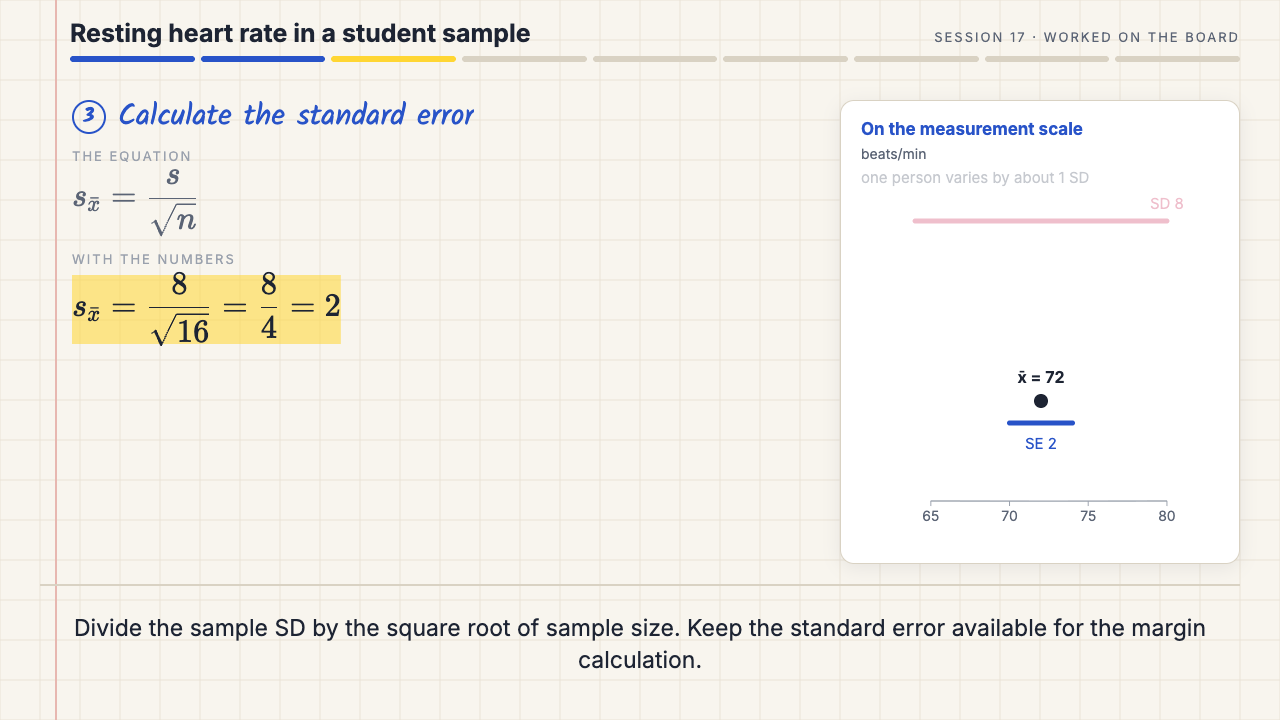 Resting heart rate in a student sample
SESSION 17 · WORKED ON THE BOARD
3 Calculate the standard error
THE EQUATION
s_x̄ = s / √n
WITH THE NUMBERS
s_x̄ = 8 / √16 = 8 / 4 = 2
On the measurement scale
beats/min
one person varies by about 1 SD
SD 8
x̄ = 72
SE 2
65 70 75 80
Divide the sample SD by the square root of sample size. Keep the standard error available for the margin
calculation.